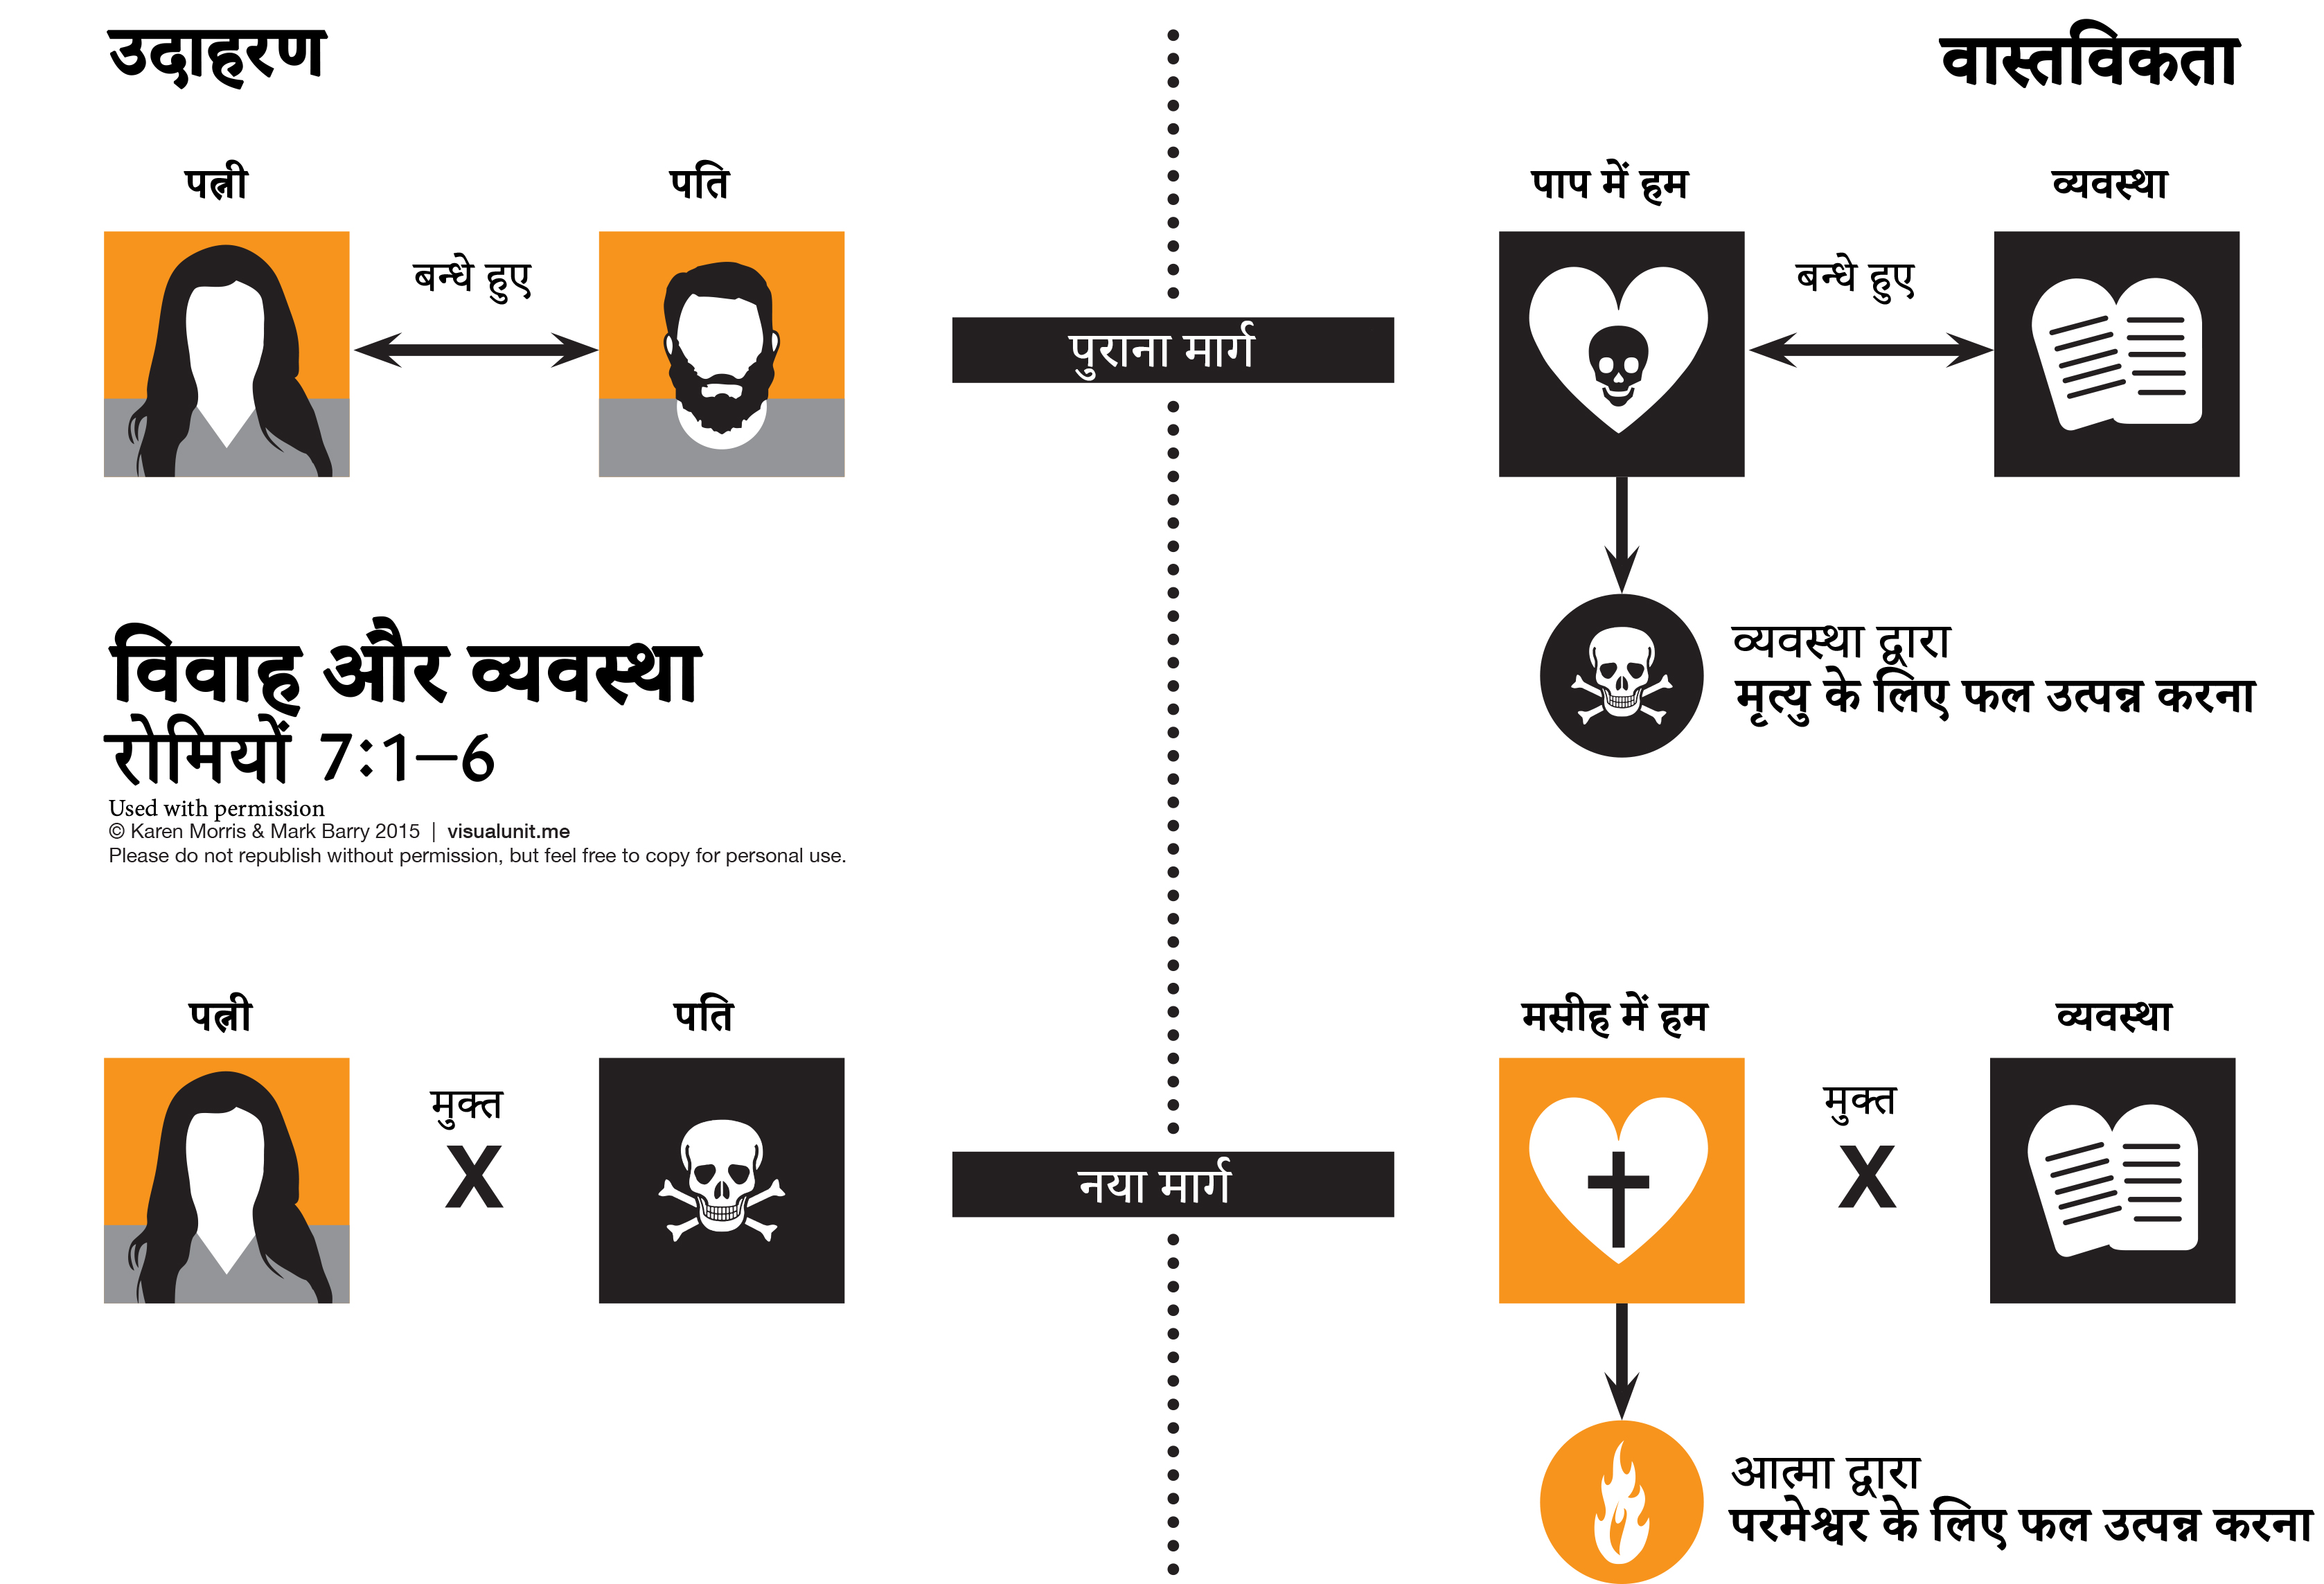 उदाहरण
वास्तविकता
पत्नी
पति
बन्धे हुए
पुराना मार्ग
पाप में हम
व्यवस्था
बन्धे हुए
व्यवस्था द्वारा
मृत्यु के लिए फल उत्पन्न करना
विवाह और व्यवस्था
रोमियों 7:1–6
Used with permission
© Karen Morris & Mark Barry 2015 | visualunit.me
Please do not republish without permission, but feel free to copy for personal use.
पत्नी
पति
मुक्त
X
नया मार्ग
मसीह में हम
व्यवस्था
मुक्त
X
आत्मा द्वारा
परमेश्वर के लिए फल उत्पन्न करना